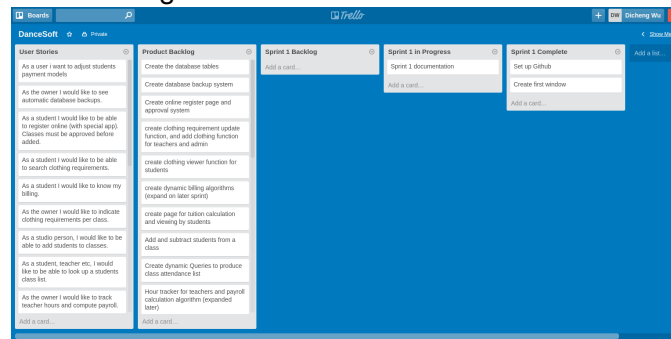 Boards
Trello
+
DW Dicheng Wu
DanceSoft
Private
Show Me
User Stories
As a user i want to adjust students
payment models
As the owner I would like to see
automatic database backups.
As a student I would like to be able
to register online (with special app).
Classes must be approved before
added.
As a student I would like to be able
to search clothing requirements.
As a student I would like to know my
billing.
As the owner I would like to indicate
clothing requirements per class.
As a studio person, I would like to be
able to add students to classes.
As a student, teacher etc, I would
like to be able to look up a students
class list.
As the owner I would like to track
teacher hours and compute payroll.
Add a card...
Product Backlog
Create the database tables
Create database backup system
Create online register page and
approval system
create clothing requirement update
function, and add clothing function
for teachers and admin
create clothing viewer function for
students
create dynamic billing algorithms
(expand on later sprint)
create page for tuition calculation
and viewing by students
Add and subtract students from a
class
Create dynamic Queries to produce
class attendance list
Hour tracker for teachers and payroll
calculation algorithm (expanded
later)
Add a card...
Sprint 1 Backlog
Add a card...
Sprint 1 in Progress
Sprint 1 documentation
Add a card...
Sprint 1 Complete
Set up Github
Create first window
Add a card...
Add a list...